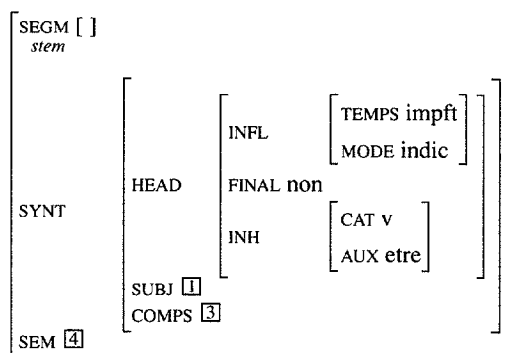 SEGM [ ]
stem
TEMPS impft
INFL
MODE indic
HEAD FINAL non
SYNT
CAT v
INH
AUX etre
SUBJ 1
COMPS 3
SEM 4